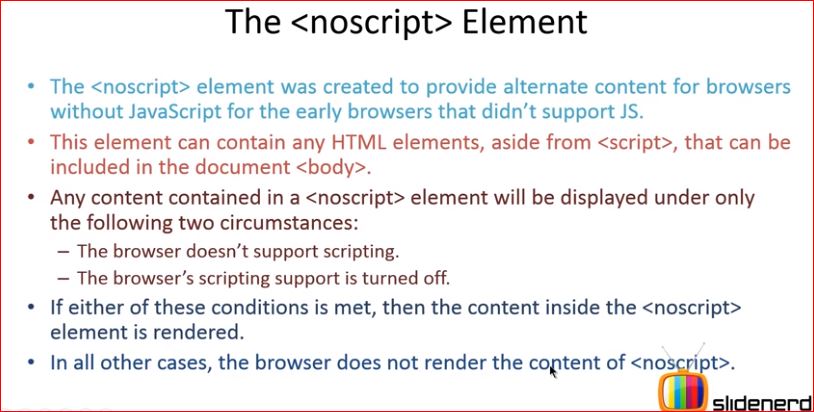 The <noscript> Element
• The <noscript> element was created to provide alternate content for browsers
without JavaScript for the early browsers that didn't support JS.
• This element can contain any HTML elements, aside from <script>, that can be
included in the document <body>.
• Any content contained in a <noscript> element will be displayed under only
the following two circumstances:
– The browser doesn't support scripting.
– The browser's scripting support is turned off.
• If either of these conditions is met, then the content inside the <noscript>
element is rendered.
• In all other cases, the browser does not render the content of <noscript>.
slidenerd